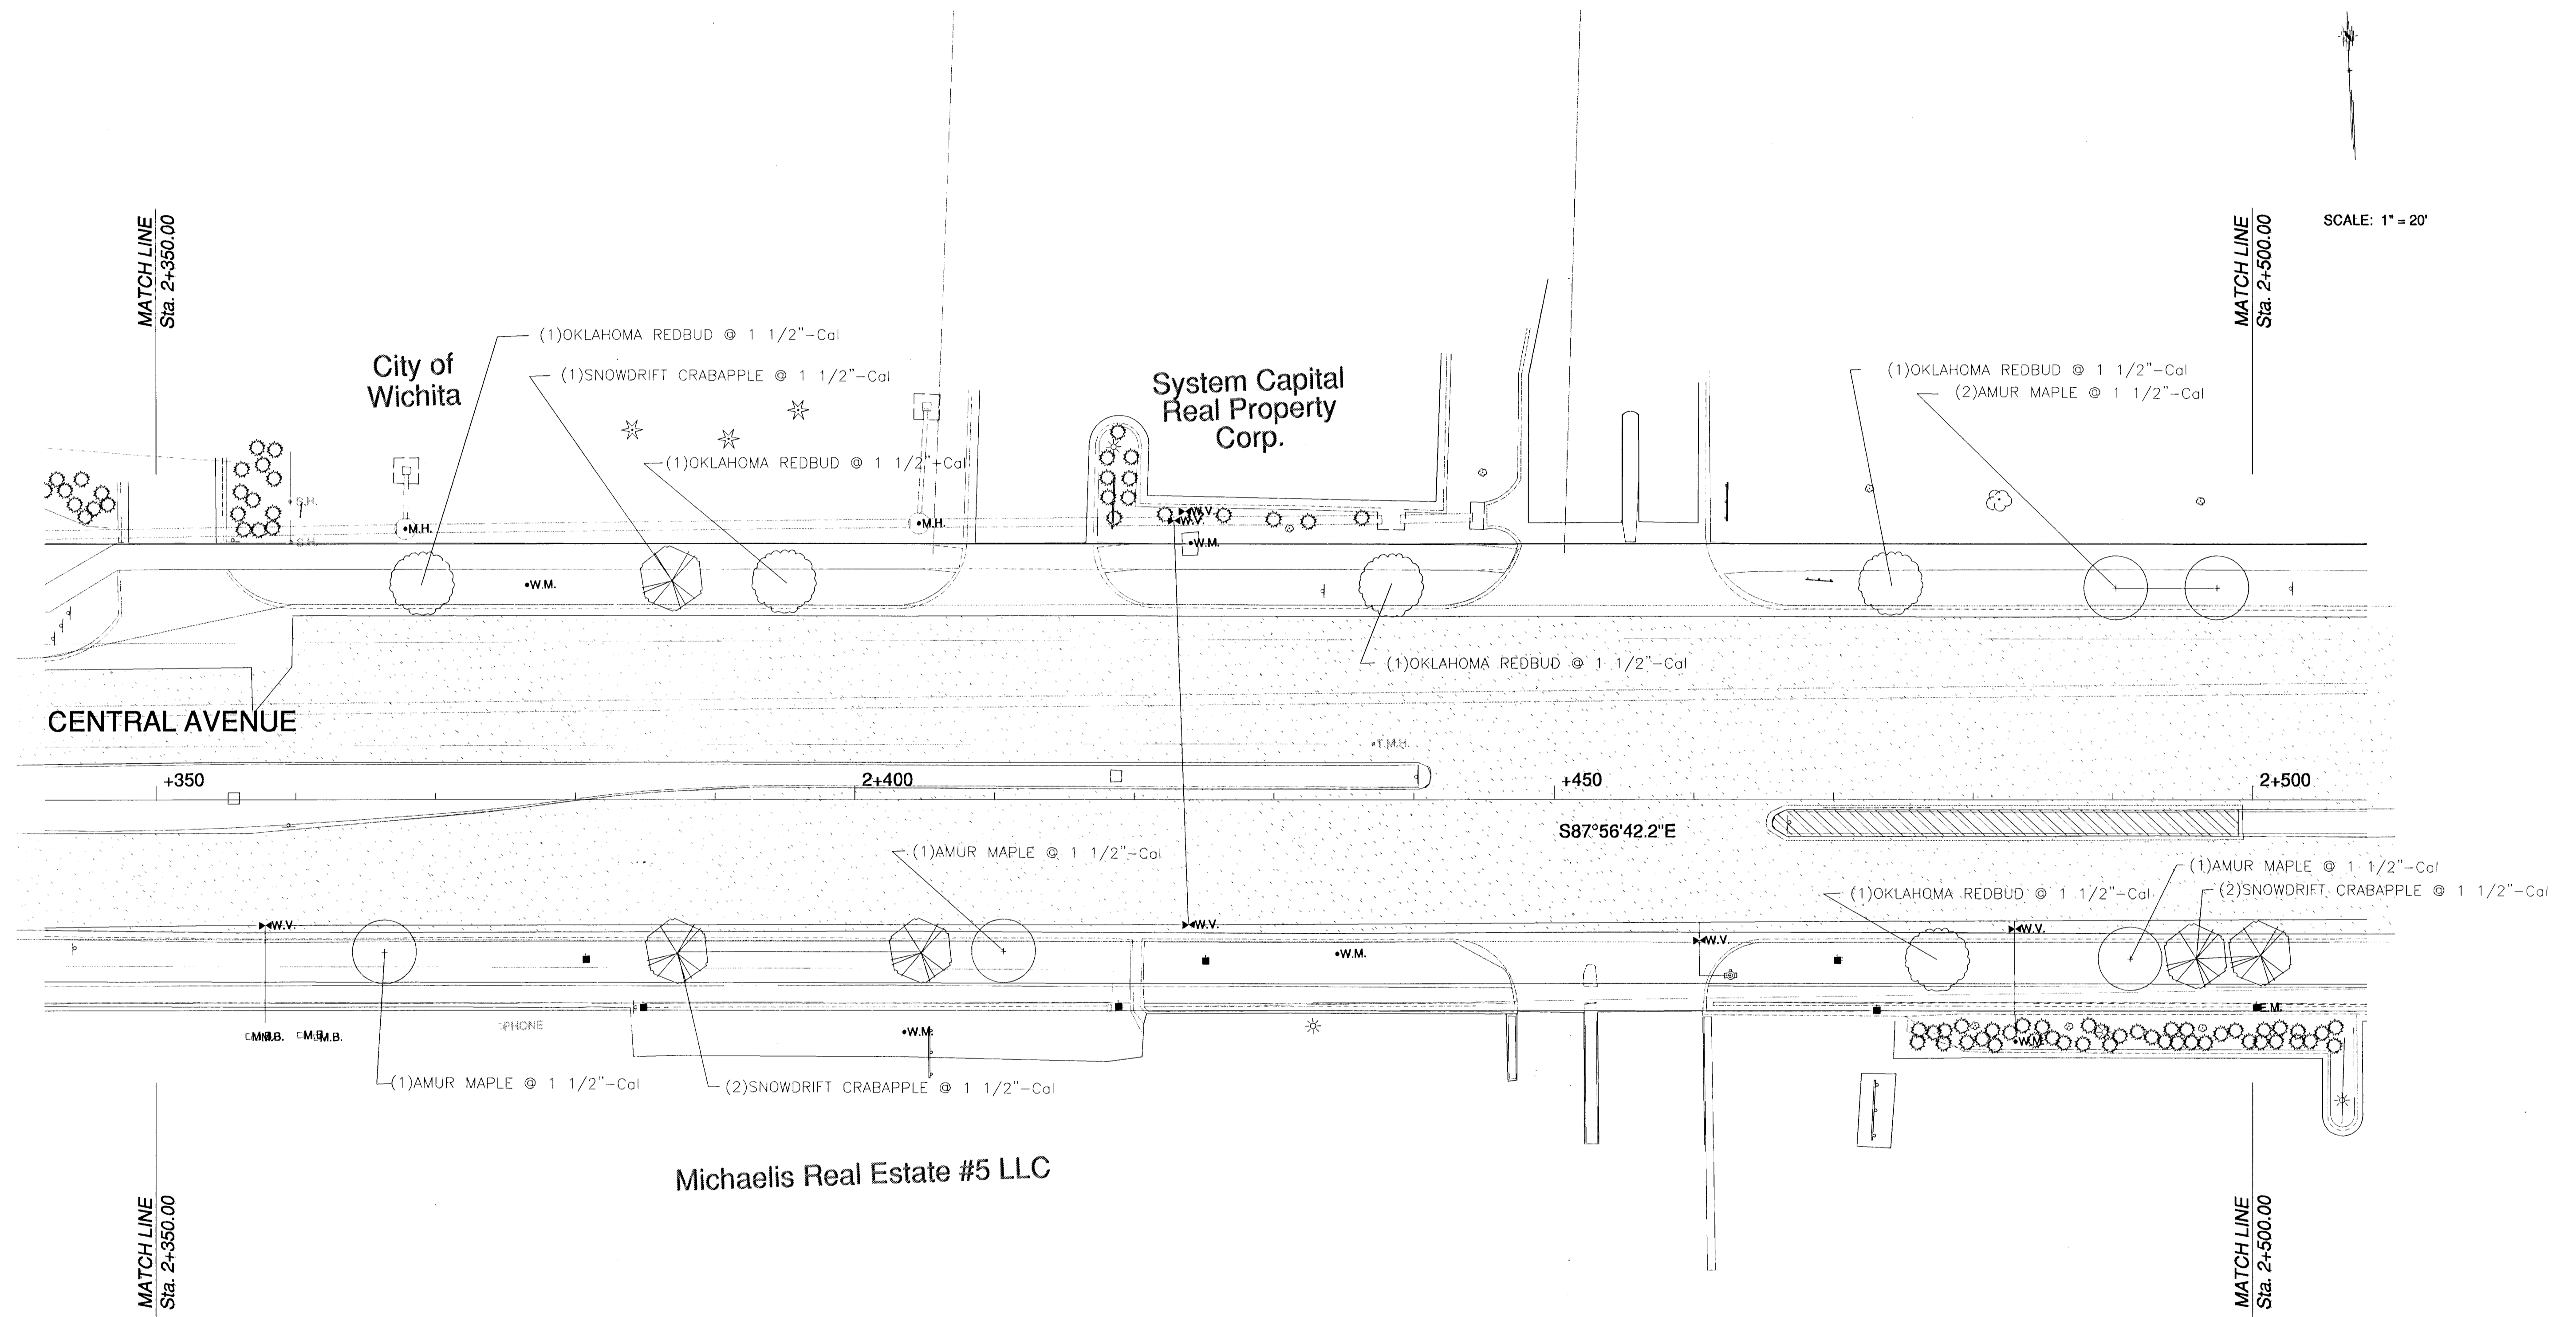 SCALE: 1" = 20'
MATCH LINE
Sta. 2+350.00
MATCH LINE
Sta. 2+500.00
(1)OKLAHOMA REDBUD @ 1 1/2"-Cal
City of
Wichita
(1)SNOWDRIFT CRABAPPLE @ 1 1/2"-Cal
System Capital
Real Property
Corp.
(1)OKLAHOMA REDBUD @ 1 1/2"-Cal
(2)AMUR MAPLE @ 1 1/2"-Cal
(1)OKLAHOMA REDBUD @ 1 1/2"-Cal
S.H.
S.H.
M.H.
M.H.
W.V.
W.V.
W.M.
W.M.
(1)OKLAHOMA REDBUD @ 1 1/2"-Cal
CENTRAL AVENUE
T.M.H.
+350
2+400
+450
2+500
S87°56'42.2"E
(1)AMUR MAPLE @ 1 1/2"-Cal
(1)AMUR MAPLE @ 1 1/2"-Cal
(1)OKLAHOMA REDBUD @ 1 1/2"-Cal
(2)SNOWDRIFT CRABAPPLE @ 1 1/2"-Cal
W.V.
W.V.
W.V.
W.V.
W.M.
E.M.
PHONE
W.M.
W.M.
M.B.
M.B.
M.B.
M.B.
(1)AMUR MAPLE @ 1 1/2"-Cal
(2)SNOWDRIFT CRABAPPLE @ 1 1/2"-Cal
Michaelis Real Estate #5 LLC
MATCH LINE
Sta. 2+350.00
MATCH LINE
Sta. 2+500.00